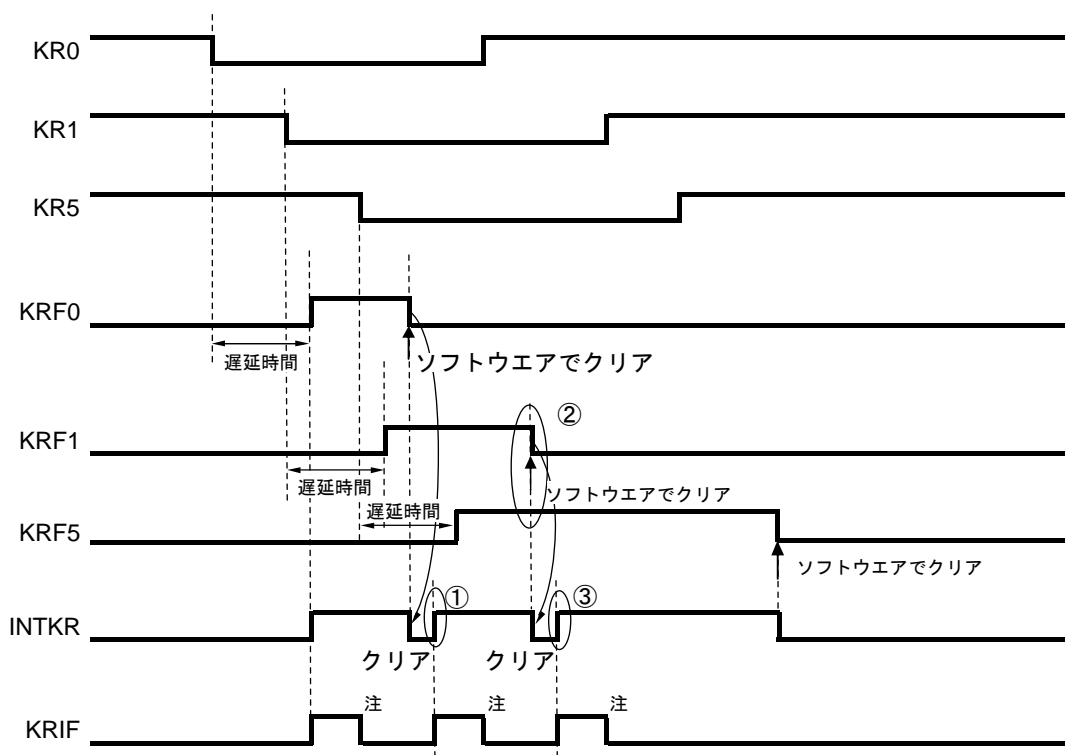 KR0
KR1
KR5
KRF0
遅延時間
ソフトウエアでクリア
②
KRF1
遅延時間
ソフトウエアでクリア
遅延時間
KRF5
ソフトウエアでクリア
①
③
INTKR
クリア
クリア
注
注
注
KRIF